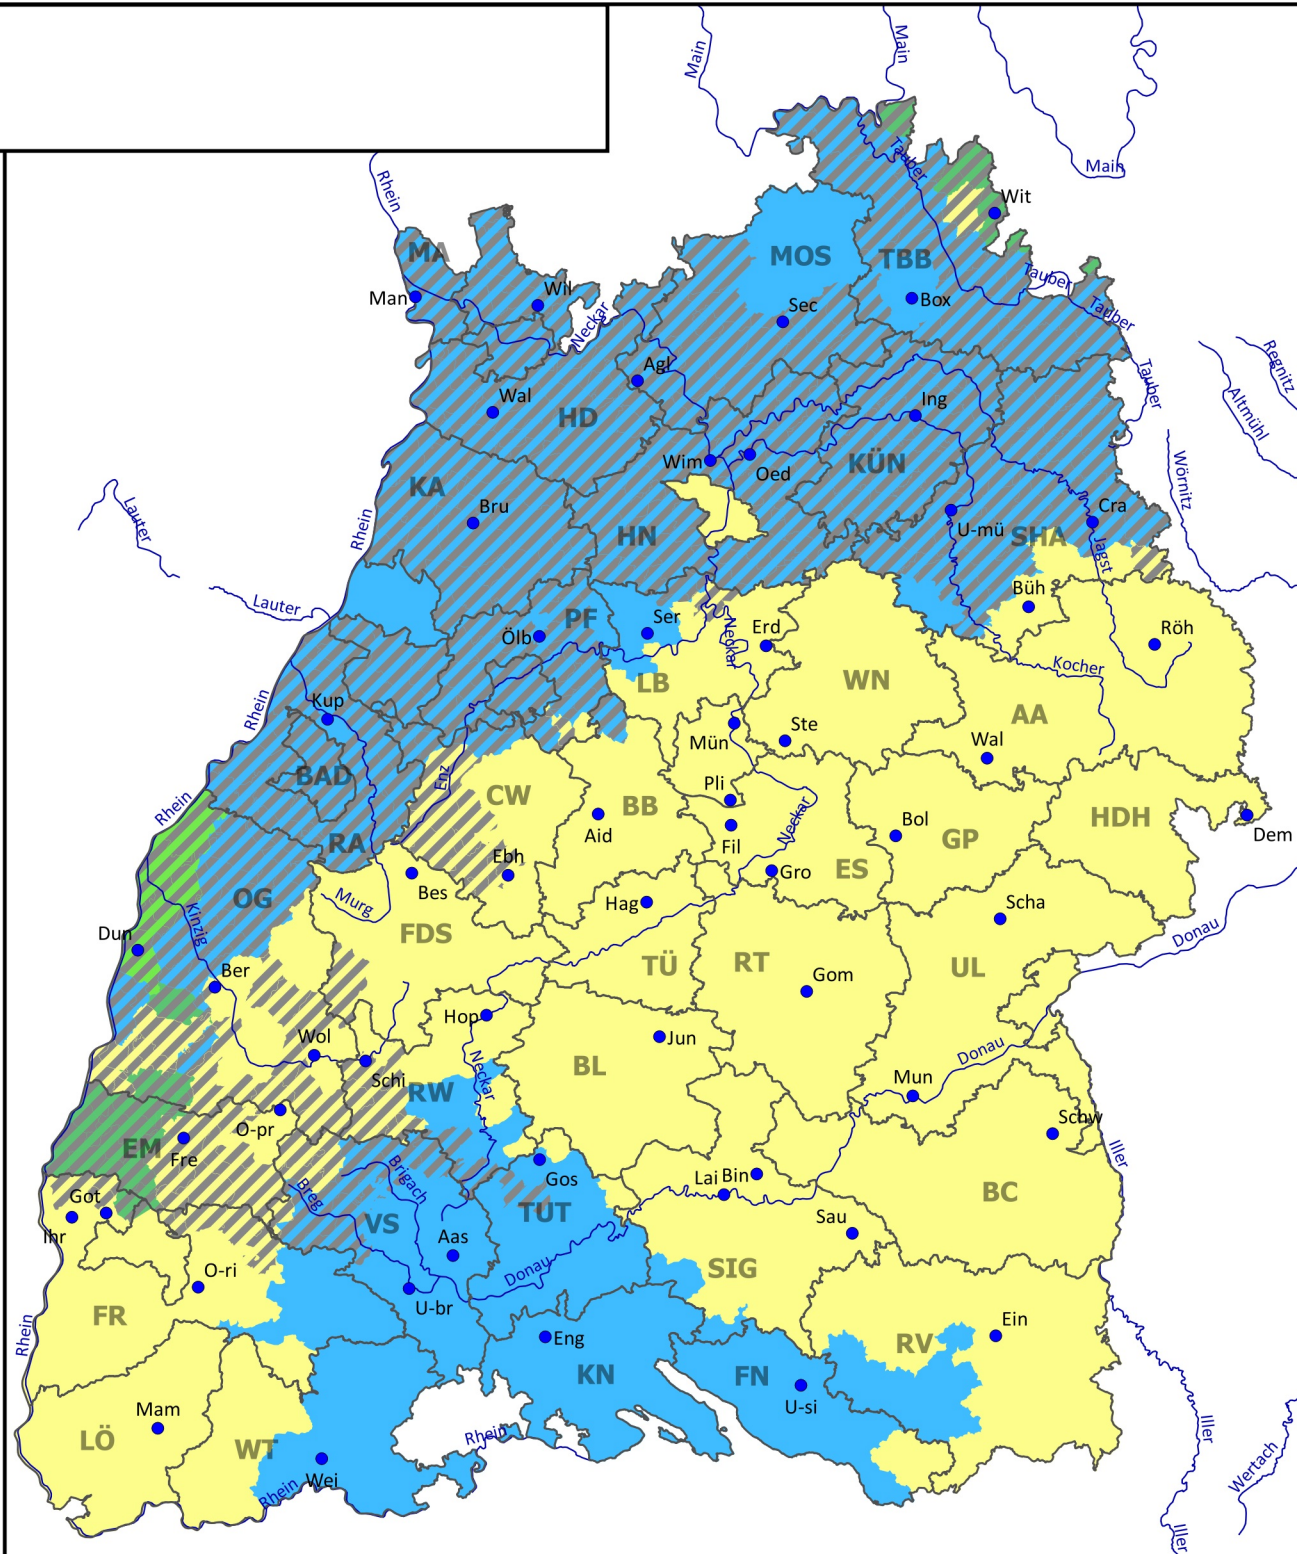 Main
Main
Main
Rhein
Tauber
Wit
MA
MOS
TBB
Man
Wil
Neckar
Sec
Box
Tauber
Tauber
Agl
Wal
HD
Ing
Tauber
Regnitz
Altmühl
Wim
Oed
KÜN
Wörnitz
KA
Bru
HN
Rhein
Lauter
U-mü
SHA
Cra
Jagst
Lauter
Büh
PF
Ser
Ölb
Neckar
Erd
Röh
Kocher
LB
WN
AA
Rhein
Kup
Mün
Ste
Wal
BAD
Enz
CW
BB
Pli
Neckar
Rhein
Aid
Fil
Bol
GP
HDH
Dem
RA
Ebh
Bes
Gro
ES
OG
Murg
Hag
Scha
Kinzig
FDS
Dun
Ber
TÜ
RT
Gom
UL
Donau
Hop
Jun
Wol
Schi
Neckar
BL
Donau
RW
Mun
O-pr
Schw
EM
Fre
Iller
Brigach
Gos
Lai
Bin
Breg
Got
Ihr
VS
TUT
BC
Aas
Sau
O-ri
Donau
SIG
U-br
FR
Rhein
Eng
Ein
RV
KN
FN
U-si
Mam
LÖ
WT
Rhein
Wei
Rhein
Iller
Wertach
Iller